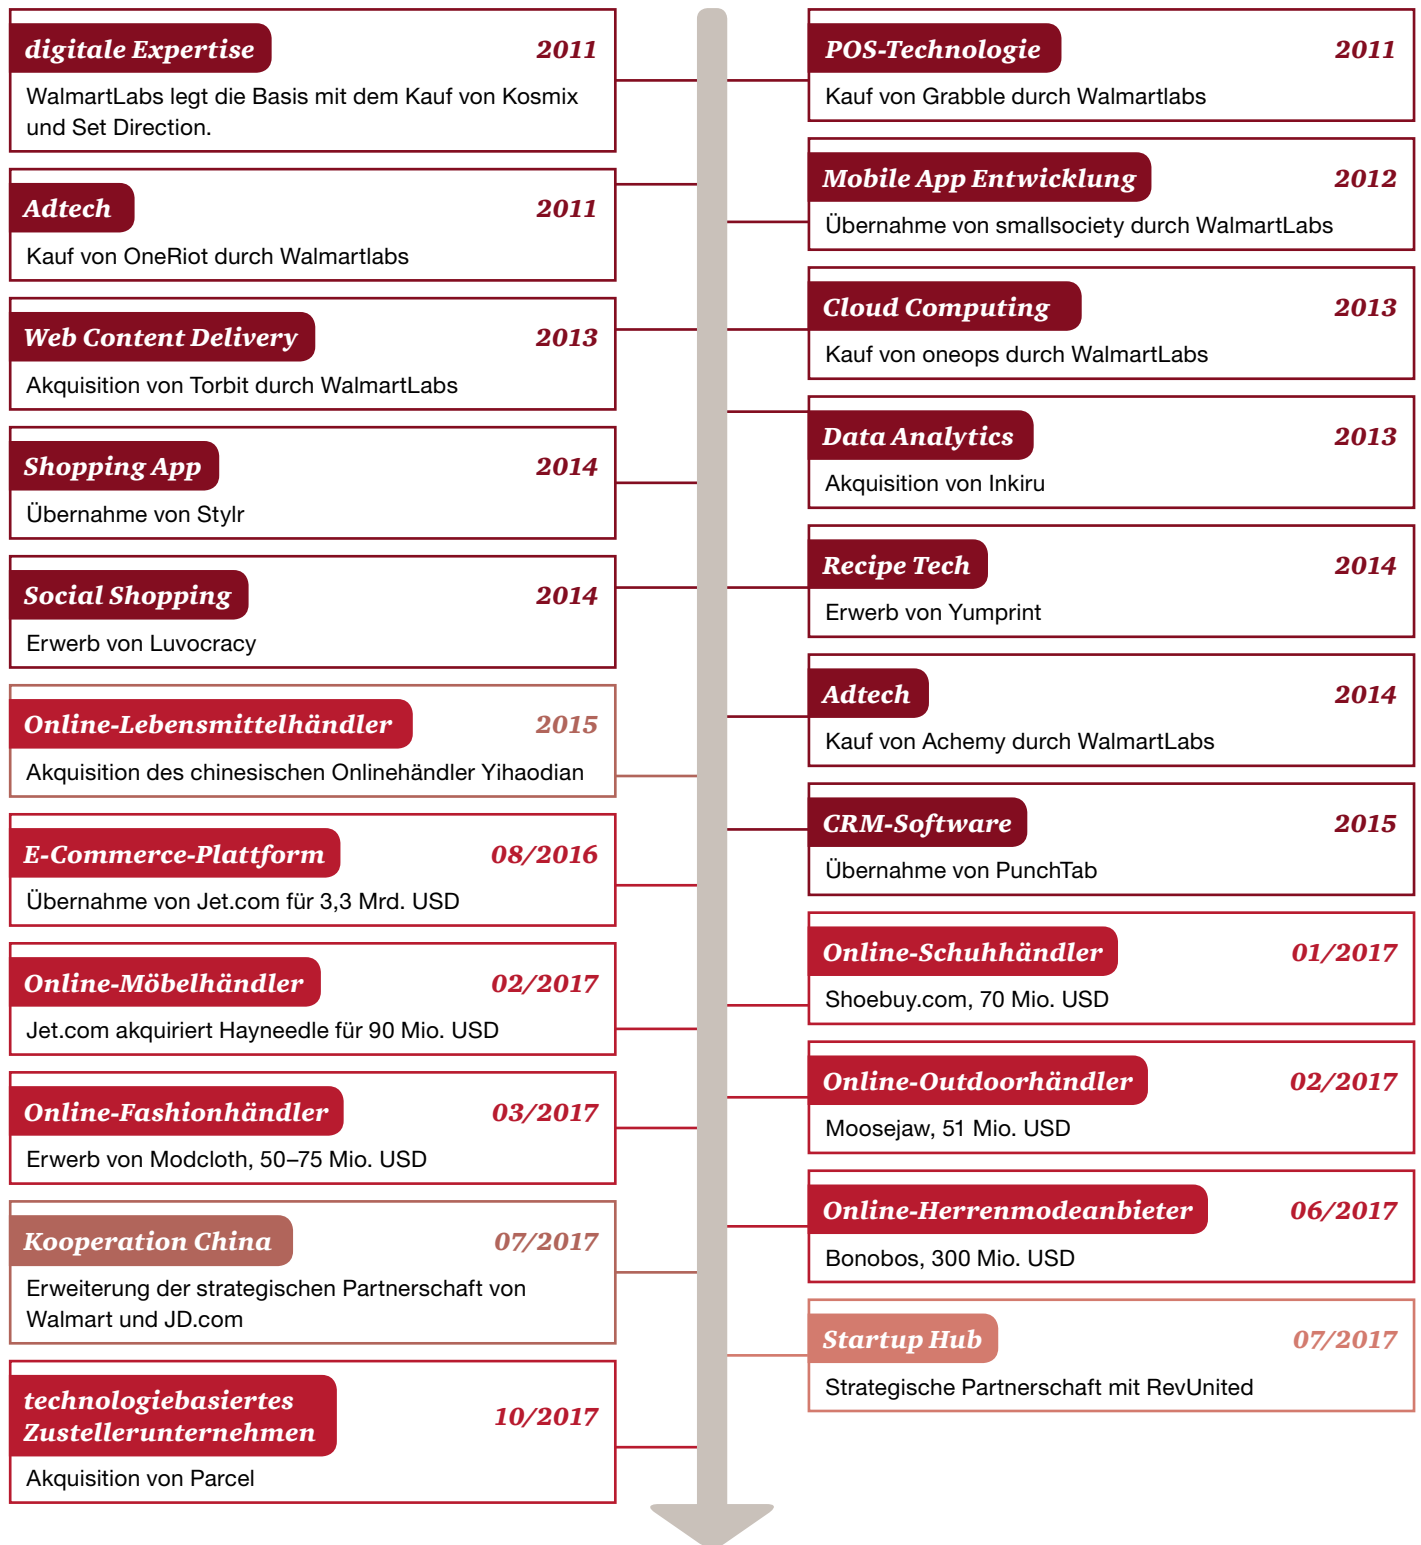 digitale Expertise 2011
WalmartLabs legt die Basis mit dem Kauf von Kosmix
und Set Direction.
Adtech 2011
Kauf von OneRiot durch Walmartlabs
Web Content Delivery 2013
Akquisition von Torbit durch WalmartLabs
Shopping App 2014
Übernahme von Stylr
Social Shopping 2014
Erwerb von Luvocracy
Online-Lebensmittelhändler 2015
Akquisition des chinesischen Onlinehändler Yihaodian
E-Commerce-Plattform 08/2016
Übernahme von Jet.com für 3,3 Mrd. USD
Online-Möbelhändler 02/2017
Jet.com akquiriert Hayneedle für 90 Mio. USD
Online-Fashionhändler 03/2017
Erwerb von Modcloth, 50–75 Mio. USD
Kooperation China 07/2017
Erweiterung der strategischen Partnerschaft von
Walmart und JD.com
technologiebasiertes
Zustellerunternehmen 10/2017
Akquisition von Parcel
POS-Technologie 2011
Kauf von Grabble durch Walmartlabs
Mobile App Entwicklung 2012
Übernahme von smallsociety durch WalmartLabs
Cloud Computing 2013
Kauf von oneops durch WalmartLabs
Data Analytics 2013
Akquisition von Inkiru
Recipe Tech 2014
Erwerb von Yumprint
Adtech 2014
Kauf von Achemy durch WalmartLabs
CRM-Software 2015
Übernahme von PunchTab
Online-Schuhhändler 01/2017
Shoebuy.com, 70 Mio. USD
Online-Outdoorhändler 02/2017
Moosejaw, 51 Mio. USD
Online-Herrenmodeanbieter 06/2017
Bonobos, 300 Mio. USD
Startup Hub 07/2017
Strategische Partnerschaft mit RevUnited